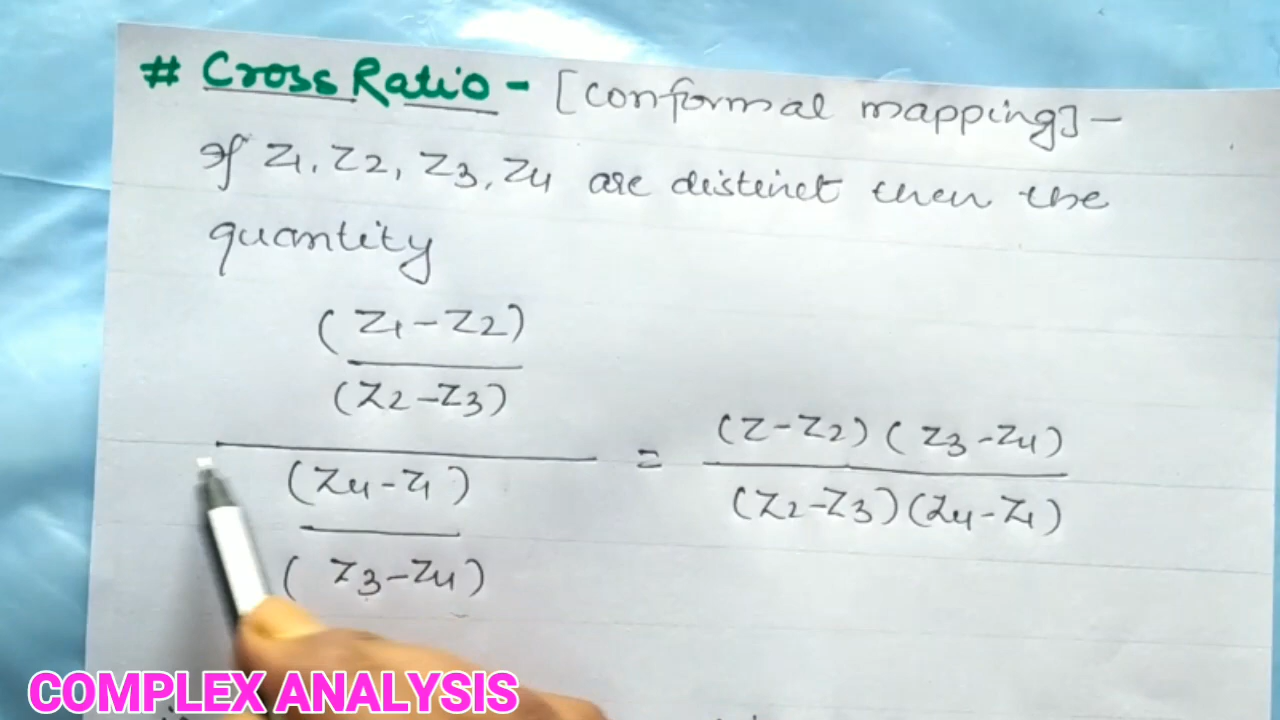 # Cross Ratio - [conformal mapping] -
If Z1, Z2, Z3, Z4 are distinct then the
quantity
(Z1-Z2)
(Z2-Z3)
(Z4-Z1)
(Z3-Z4)
= (Z-Z2)(Z3-Z4)
(Z2-Z3)(Z4-Z1)
COMPLEX ANALYSIS